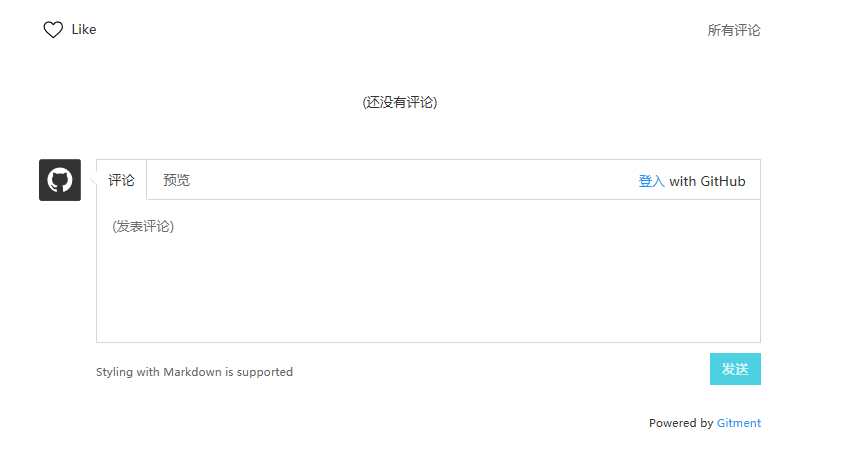 Like 所有评论
(还没有评论)
评论 预览 登入 with GitHub
(发表评论)
Styling with Markdown is supported 发送
Powered by Gitment